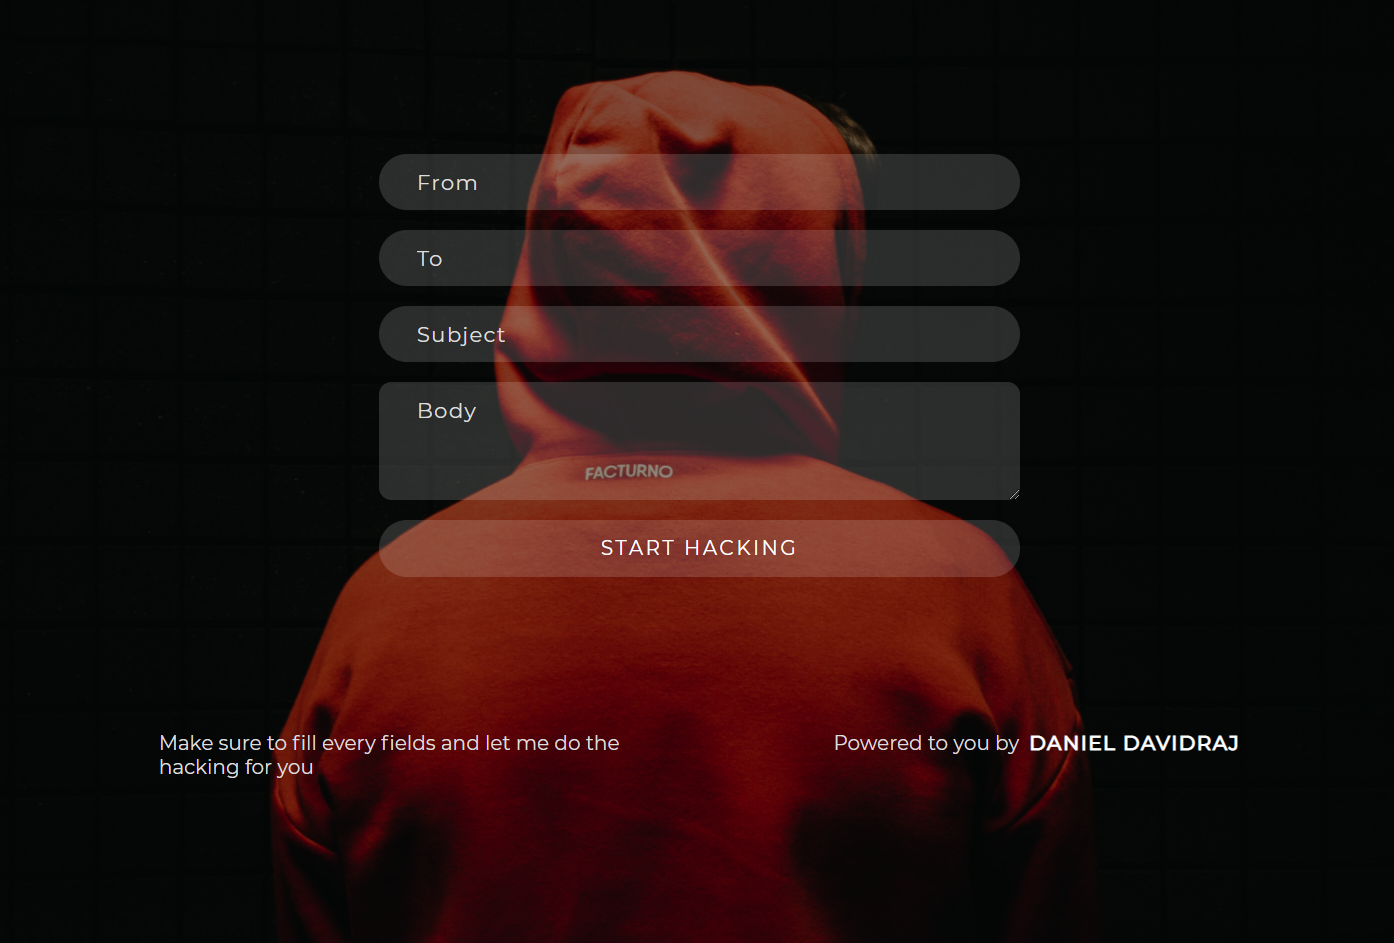 From
To
Subject
Body
FACTURNO
START HACKING
Make sure to fill every fields and let me do the
hacking for you
Powered to you by DANIEL DAVIDRAJ